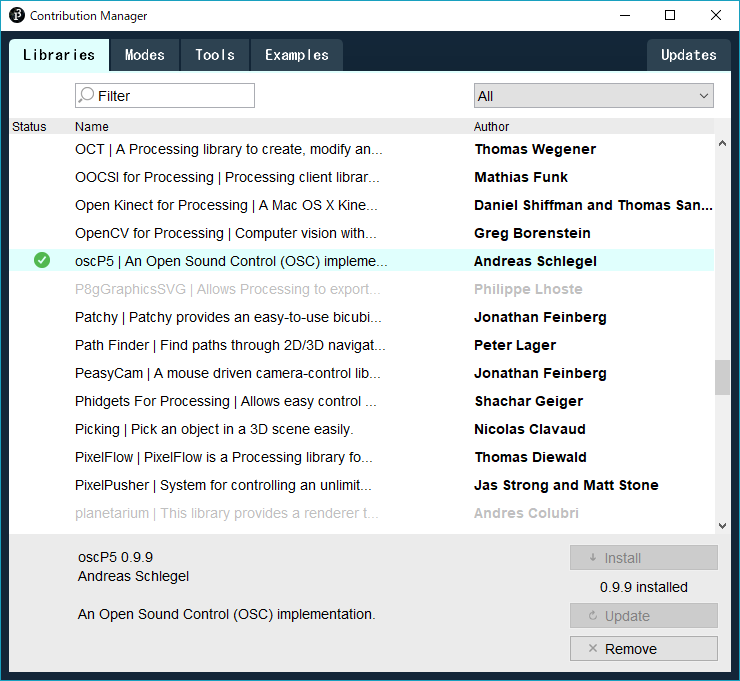 Contribution Manager
Libraries Modes Tools Examples Updates
Filter All
Status Name Author
OCT | A Processing library to create, modify an... Thomas Wegener
OOCSI for Processing | Processing client librar... Mathias Funk
Open Kinect for Processing | A Mac OS X Kine... Daniel Shiffman and Thomas San...
OpenCV for Processing | Computer vision with... Greg Borenstein
oscP5 | An Open Sound Control (OSC) impleme... Andreas Schlegel
P8gGraphicsSVG | Allows Processing to export... Philippe Lhoste
Patchy | Patchy provides an easy-to-use bicubi... Jonathan Feinberg
Path Finder | Find paths through 2D/3D navigat... Peter Lager
PeasyCam | A mouse driven camera-control lib... Jonathan Feinberg
Phidgets For Processing | Allows easy control ... Shachar Geiger
Picking | Pick an object in a 3D scene easily. Nicolas Clavaud
PixelFlow | PixelFlow is a Processing library fo... Thomas Diewald
PixelPusher | System for controlling an unlimit... Jas Strong and Matt Stone
planetarium | This library provides a renderer t... Andres Colubri
oscP5 0.9.9
Andreas Schlegel
An Open Sound Control (OSC) implementation.
Install
0.9.9 installed
Update
Remove